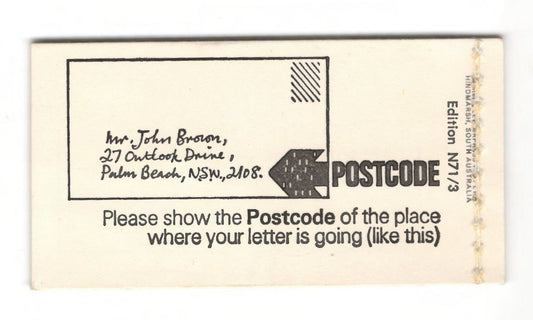 Mr. John Brown,
27 Outlook Drive,
Palm Beach, NSW, 2108.
POSTCODE
Please show the Postcode of the place
where your letter is going (like this)
Edition N71/3
HINDMARSH, SOUTH AUSTRALIA